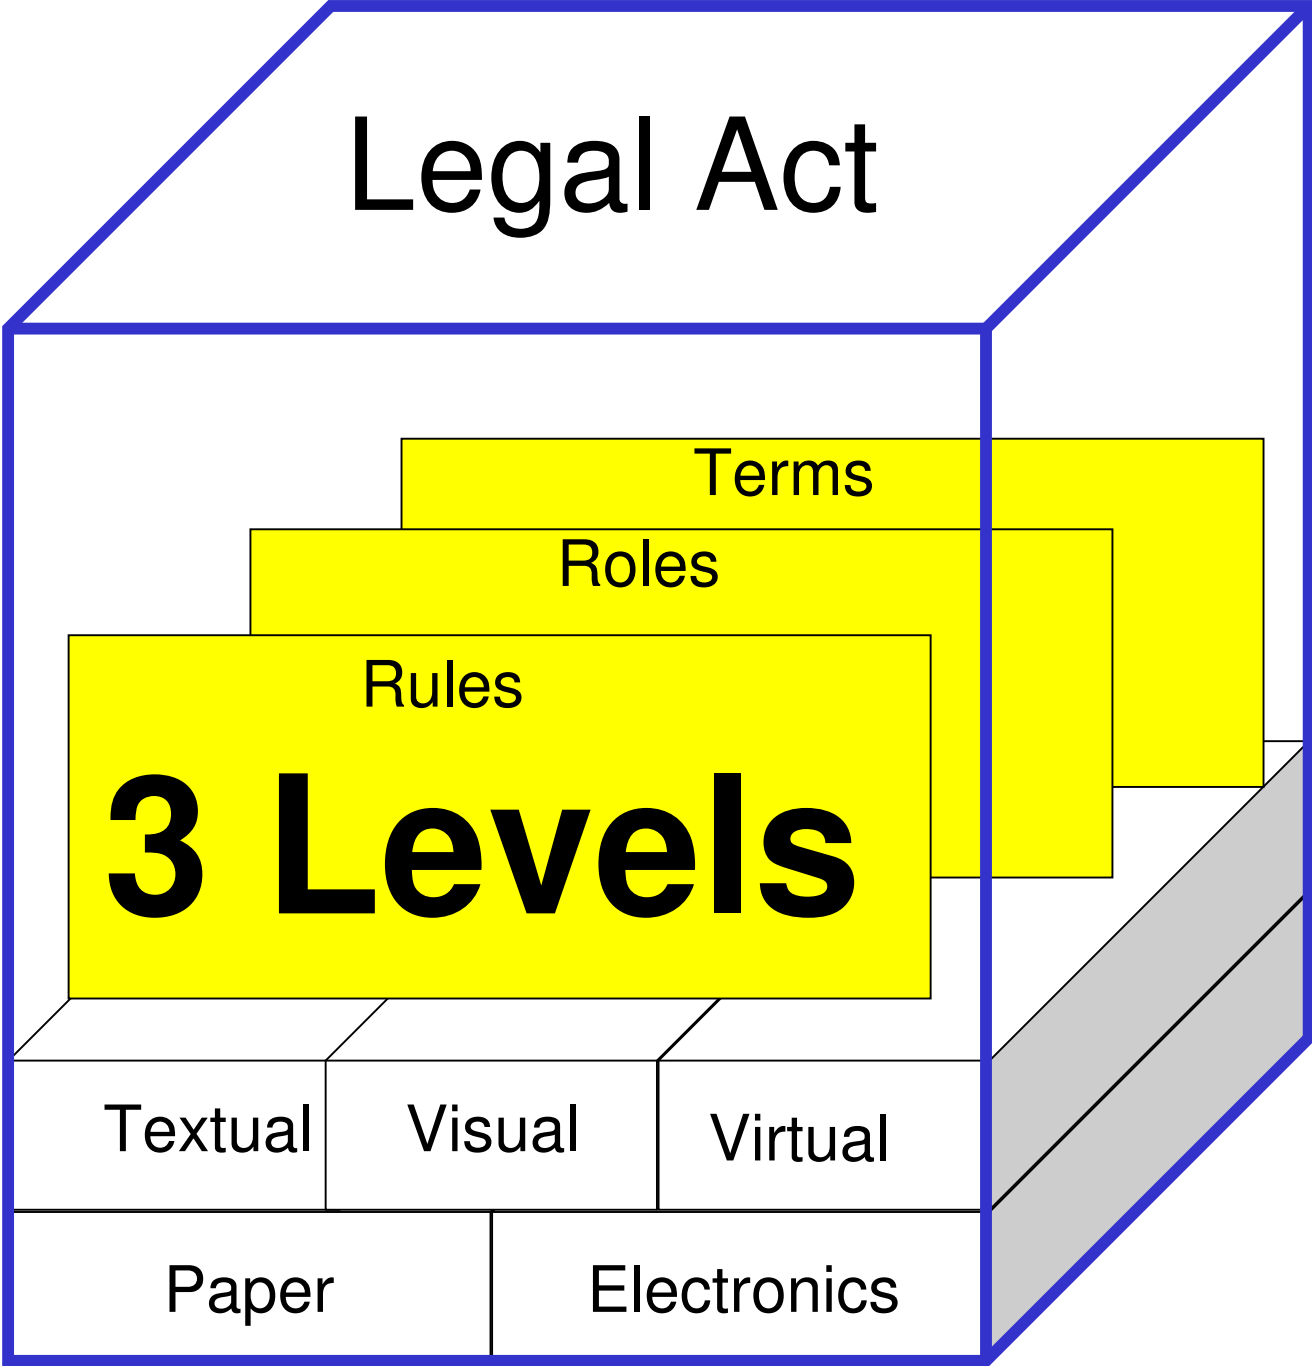 Legal Act
Terms
Roles
Rules
3 Levels
Textual
Visual
Virtual
Paper
Electronics